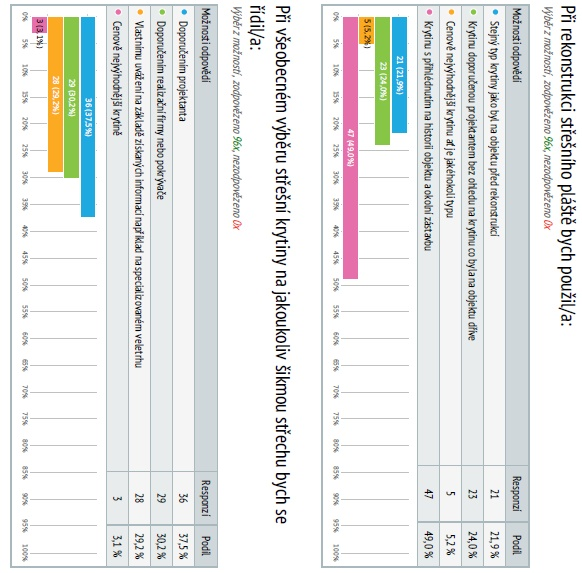 Při rekonstrukci střešního pláště bych použil/a:
Výběr z možností, zodpovězeno 96x, nezodpovězeno 0x
Možnosti odpovědí Responzí Podíl
Stejný typ krytiny jako byl na objektu před rekonstrukcí 21 21,9 %
Krytinu doporučenou projektantem bez ohledu na krytinu co byla na objektu dříve 23 24,0 %
Cenově nejvýhodnější krytinu ať je jakéhokoli typu 5 5,2 %
Krytinu s přihlédnutím na historii objektu a okolní zástavbu 47 49,0 %
21 (21,9%)
23 (24,0%)
5 (5,2%)
47 (49,0%)
0% 5% 10% 15% 20% 25% 30% 35% 40% 45% 50% 55% 60% 65% 70% 75% 80% 85% 90% 95% 100%
Při všeobecném výběru střešní krytiny na jakoukoliv šikmou střechu bych se
řídil/a:
Výběr z možností, zodpovězeno 96x, nezodpovězeno 0x
Možnosti odpovědí Responzí Podíl
Doporučením projektanta 36 37,5 %
Doporučením realizační firmy nebo pokrývače 29 30,2 %
Vlastnímu uvážení na základě získaných informací například na specializovaném veletrhu 28 29,2 %
Cenově nejvýhodnější krytině 3 3,1 %
36 (37,5%)
29 (30,2%)
28 (29,2%)
3 (3,1%)
0% 5% 10% 15% 20% 25% 30% 35% 40% 45% 50% 55% 60% 65% 70% 75% 80% 85% 90% 95% 100%